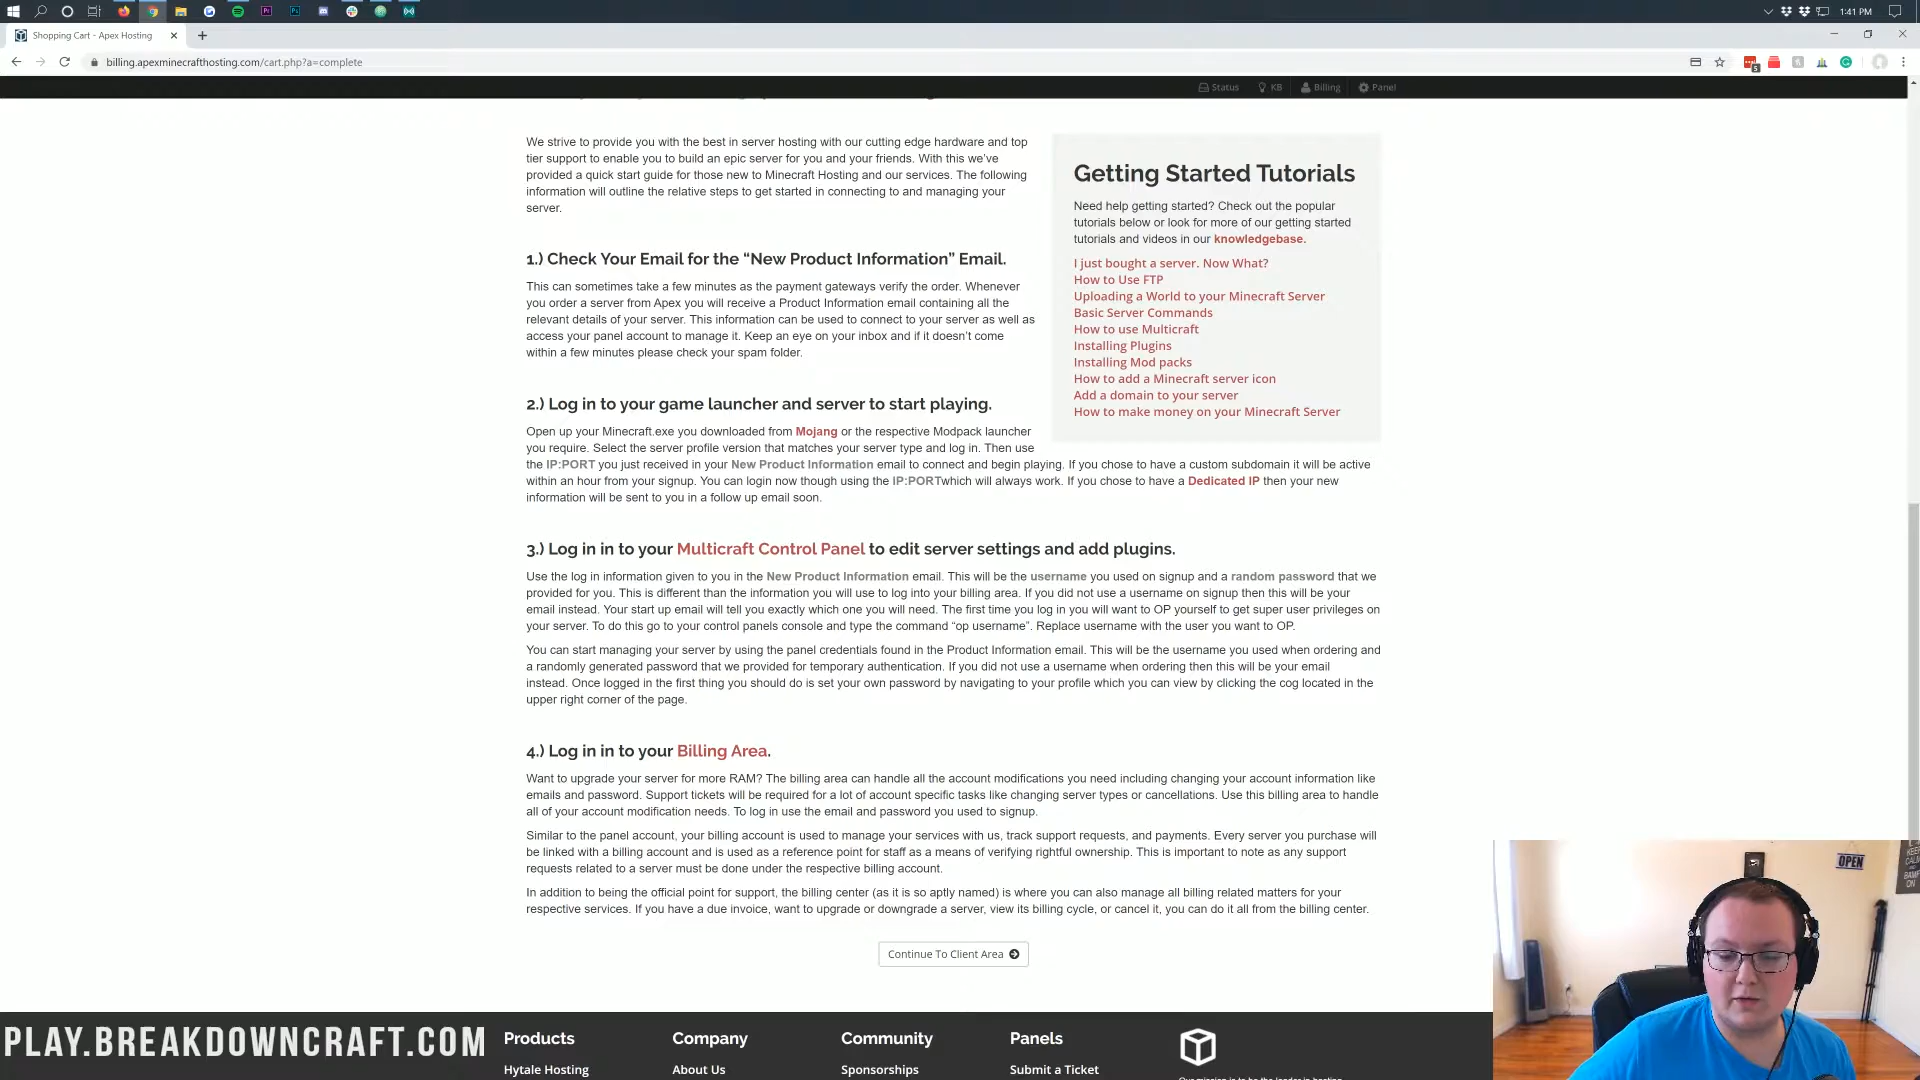 1:41 PM
Shopping Cart - Apex Hosting
billing.apexminecrafthosting.com/cart.php?a=complete
5
Status KB Billing Panel
We strive to provide you with the best in server hosting with our cutting edge hardware and top
tier support to enable you to build an epic server for you and your friends. With this we've
provided a quick start guide for those new to Minecraft Hosting and our services. The following
information will outline the relative steps to get started in connecting to and managing your
server.
1.) Check Your Email for the “New Product Information” Email.
This can sometimes take a few minutes as the payment gateways verify the order. Whenever
you order a server from Apex you will receive a Product Information email containing all the
relevant details of your server. This information can be used to connect to your server as well as
access your panel account to manage it. Keep an eye on your inbox and if it doesn't come
within a few minutes please check your spam folder.
Getting Started Tutorials
Need help getting started? Check out the popular
tutorials below or look for more of our getting started
tutorials and videos in our knowledgebase.
I just bought a server. Now What?
How to Use FTP
Uploading a World to your Minecraft Server
Basic Server Commands
How to use Multicraft
Installing Plugins
Installing Mod packs
How to add a Minecraft server icon
Add a domain to your server
How to make money on your Minecraft Server
2.) Log in to your game launcher and server to start playing.
Open up your Minecraft.exe you downloaded from Mojang or the respective Modpack launcher
you require. Select the server profile version that matches your server type and log in. Then use
the IP:PORT you just received in your New Product Information email to connect and begin playing. If you chose to have a custom subdomain it will be active
within an hour from your signup. You can login now though using the IP:PORTwhich will always work. If you chose to have a Dedicated IP then your new
information will be sent to you in a follow up email soon.
3.) Log in in to your Multicraft Control Panel to edit server settings and add plugins.
Use the log in information given to you in the New Product Information email. This will be the username you used on signup and a random password that we
provided for you. This is different than the information you will use to log into your billing area. If you did not use a username on signup then this will be your
email instead. Your start up email will tell you exactly which one you will need. The first time you log in you will want to OP yourself to get super user privileges on
your server. To do this go to your control panels console and type the command “op username”. Replace username with the user you want to OP.
You can start managing your server by using the panel credentials found in the Product Information email. This will be the username you used when ordering and
a randomly generated password that we provided for temporary authentication. If you did not use a username when ordering then this will be your email
instead. Once logged in the first thing you should do is set your own password by navigating to your profile which you can view by clicking the cog located in the
upper right corner of the page.
4.) Log in in to your Billing Area.
Want to upgrade your server for more RAM? The billing area can handle all the account modifications you need including changing your account information like
emails and password. Support tickets will be required for a lot of account specific tasks like changing server types or cancellations. Use this billing area to handle
all of your account modification needs. To log in use the email and password you used to signup.
Similar to the panel account, your billing account is used to manage your services with us, track support requests, and payments. Every server you purchase will
be linked with a billing account and is used as a reference point for staff as a means of verifying rightful ownership. This is important to note as any support
requests related to a server must be done under the respective billing account.
In addition to being the official point for support, the billing center (as it is so aptly named) is where you can also manage all billing related matters for your
respective services. If you have a due invoice, want to upgrade or downgrade a server, view its billing cycle, or cancel it, you can do it all from the billing center.
Continue To Client Area
OPEN
KEEP
CALM
ON
PLAY.BREAKDOWNCRAFT.COM
Products Company Community Panels
Hytale Hosting About Us Sponsorships Submit a Ticket